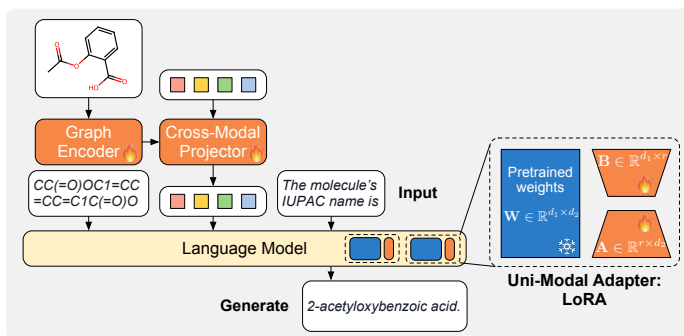 O
O
HO
O
Graph
Encoder
Cross-Modal
Projector
CC(=O)OC1=CC
=CC=C1C(=O)O
The molecule's
IUPAC name is
Input
Language Model
Generate
2-acetyloxybenzoic acid.
Pretrained
weights
W ∈ ℝ^{d₁×d₂}
B ∈ ℝ^{d₁×r}
A ∈ ℝ^{r×d₂}
Uni-Modal Adapter:
LoRA